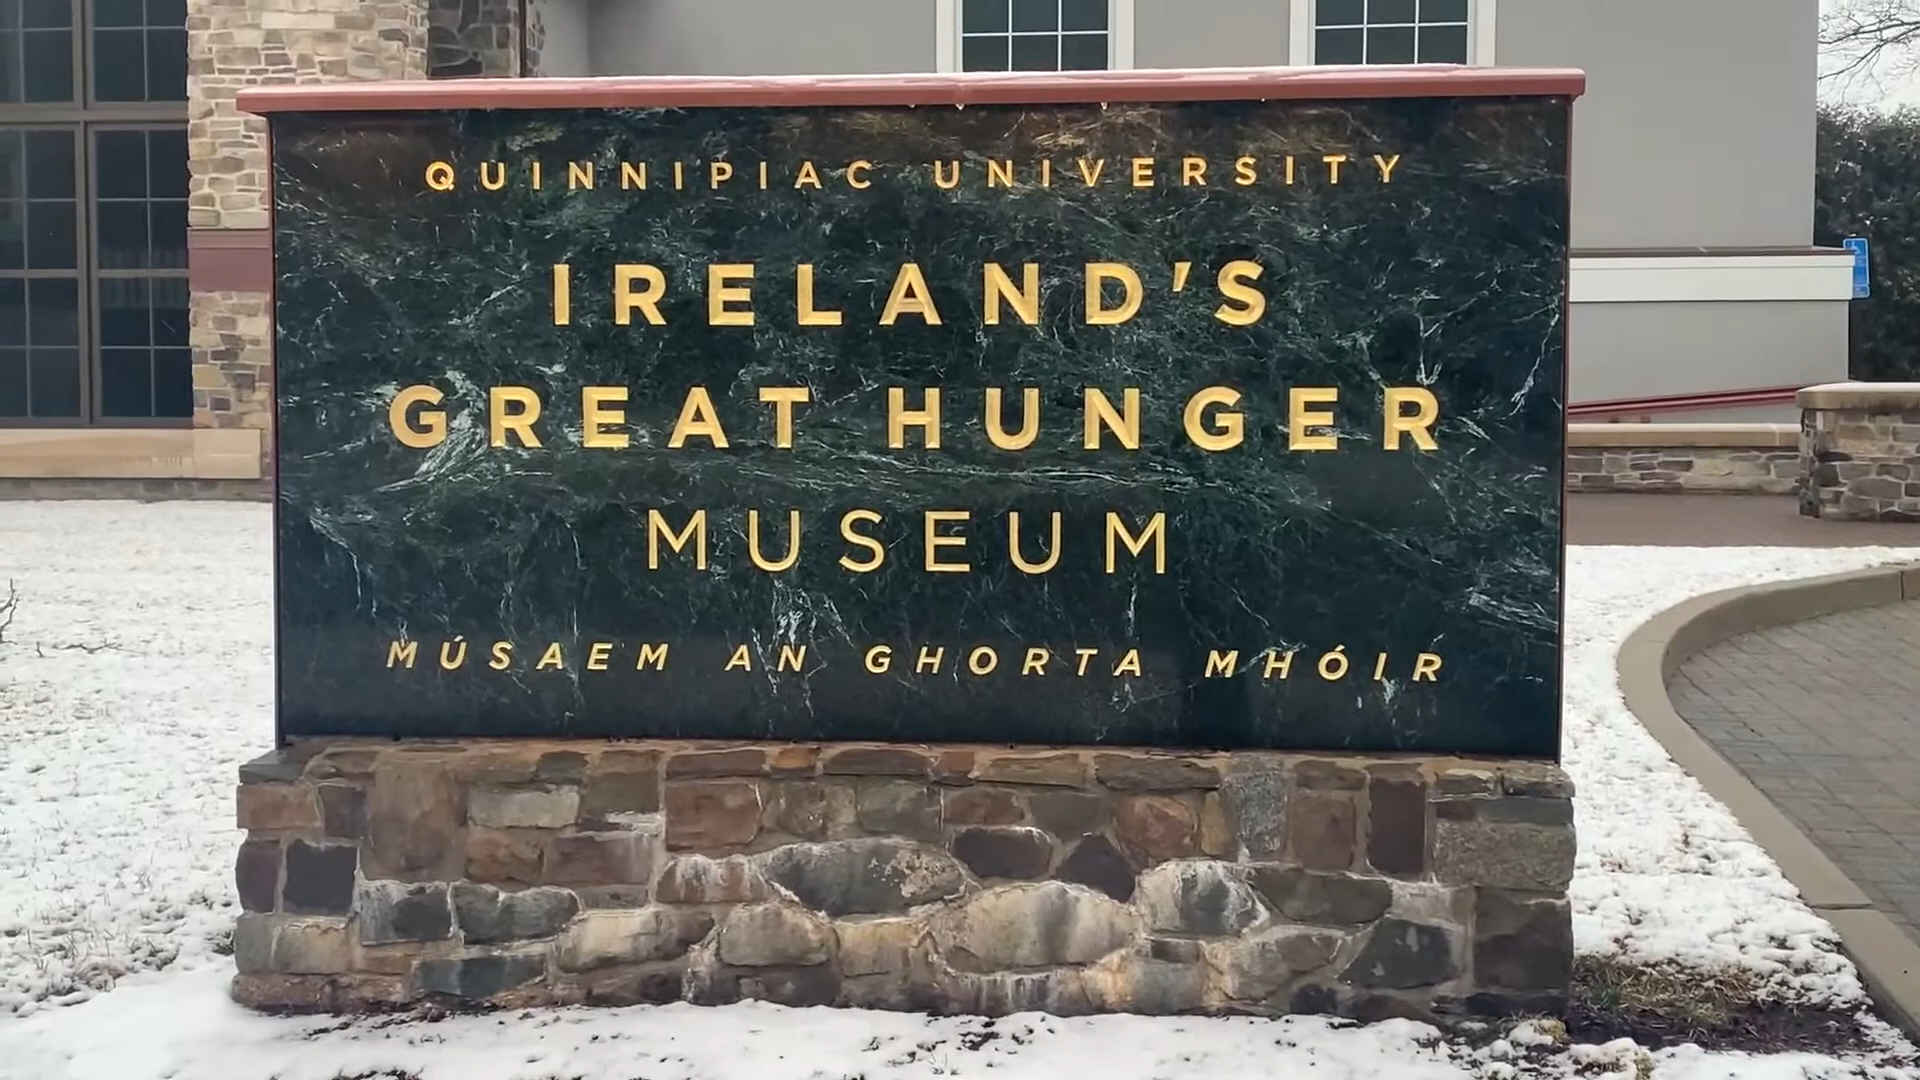 QUINNIPIAC UNIVERSITY
IRELAND'S
GREAT HUNGER
MUSEUM
MÚSAEM AN GHORTA MHÓIR